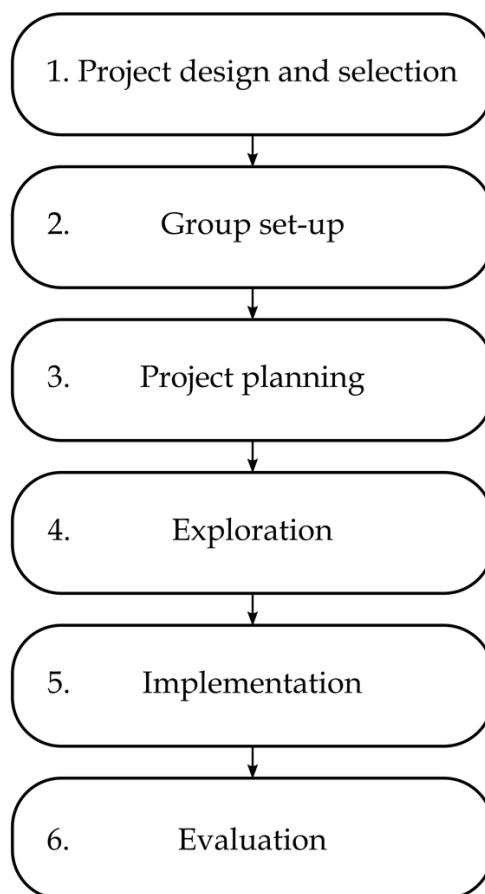 1. Project design and selection
2. Group set-up
3. Project planning
4. Exploration
5. Implementation
6. Evaluation